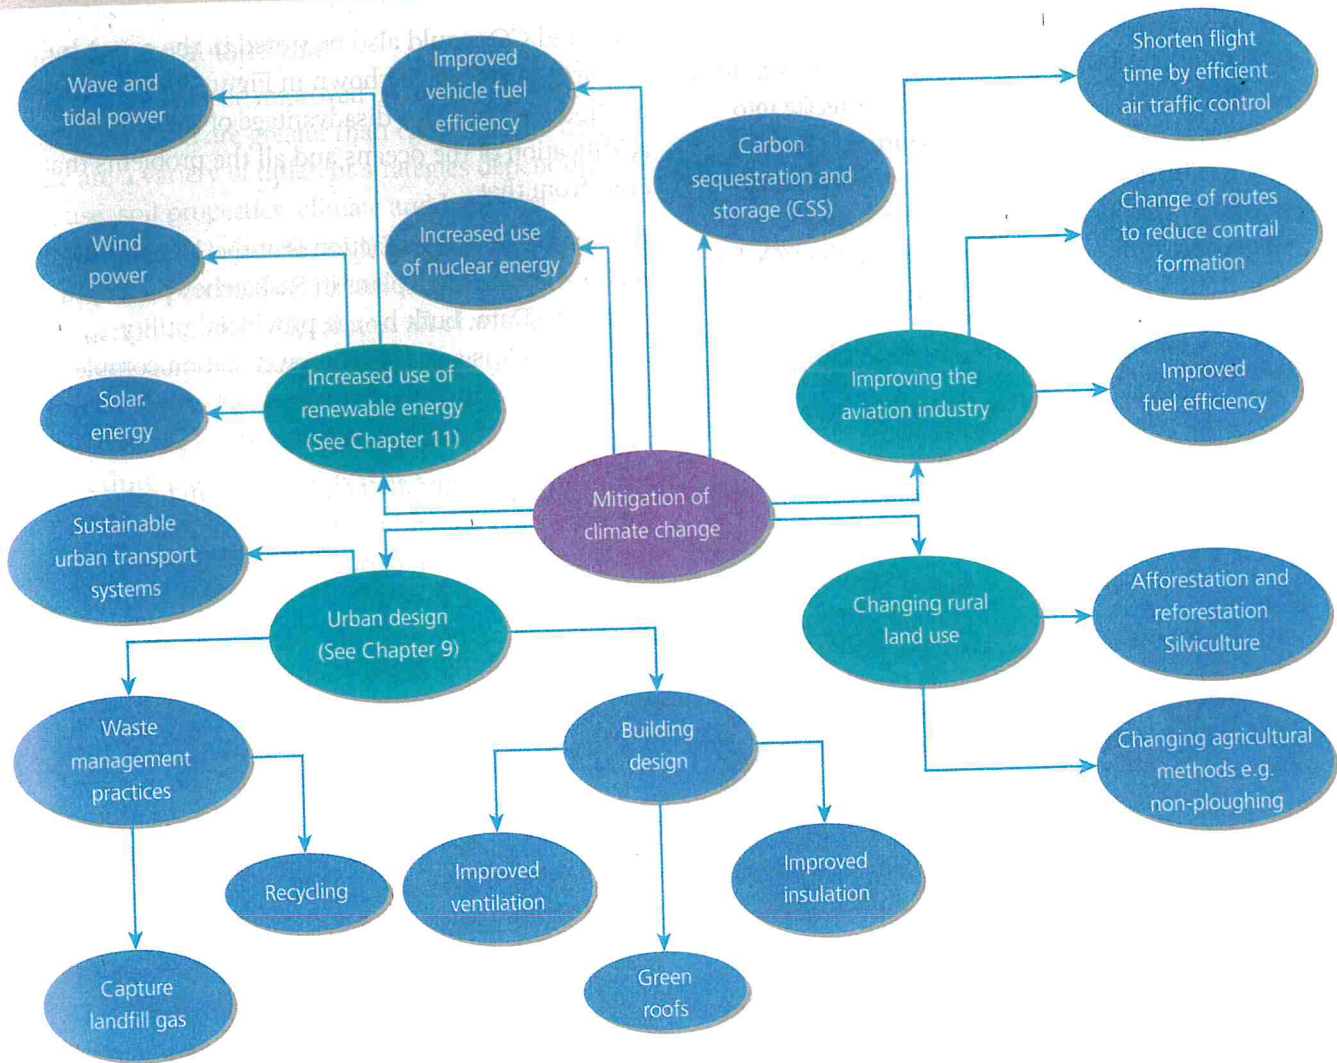 Wave and
tidal power
Improved
vehicle fuel
efficiency
Shorten flight
time by efficient
air traffic control
Carbon
sequestration and
storage (CSS)
Wind
power
Increased use
of nuclear energy
Change of routes
to reduce contrail
formation
Solar
energy
Increased use of
renewable energy
(See Chapter 11)
Improving the
aviation industry
Improved
fuel efficiency
Mitigation of
climate change
Sustainable
urban transport
systems
Urban design
(See Chapter 9)
Changing rural
land use
Afforestation and
reforestation
Silviculture
Waste
management
practices
Building
design
Changing agricultural
methods e.g.
non-ploughing
Recycling
Improved
ventilation
Improved
insulation
Capture
landfill gas
Green
roofs